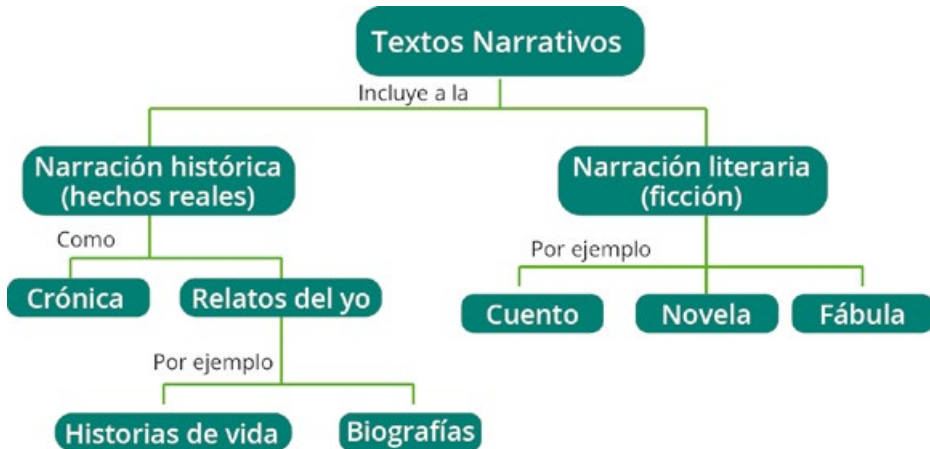 Textos Narrativos
Incluye a la
Narración histórica
(hechos reales)
Narración literaria
(ficción)
Como
Por ejemplo
Crónica
Relatos del yo
Cuento
Novela
Fábula
Por ejemplo
Historias de vida
Biografías